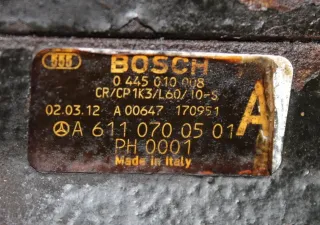 BOSCH
0 445 010 008
CR/CP1K3/L60/10-S
02.03.12 A 00647 170951
A
A 611 070 05 01
PH 0001
Made in Italy